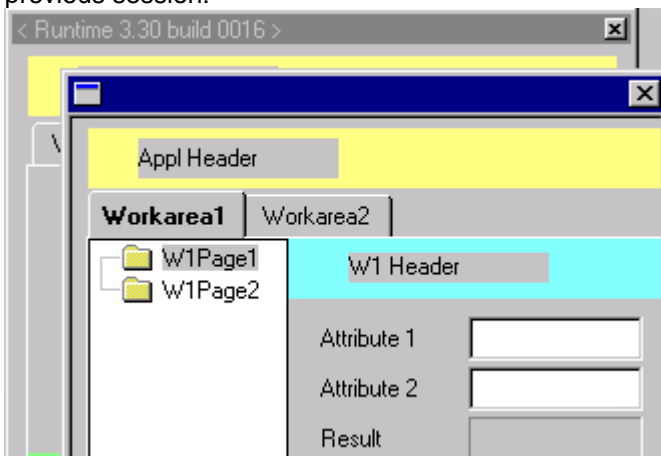 previous session.
< Runtime 3.30 build 0016 >
Appl Header
Workarea1 Workarea2
W1Page1
W1Page2
W1 Header
Attribute 1
Attribute 2
Result